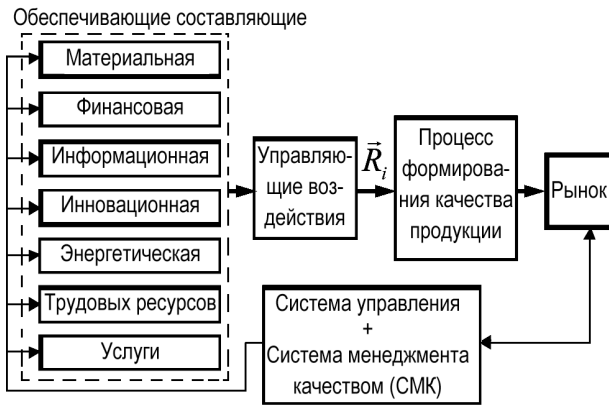 Обеспечивающие составляющие
Материальная
Финансовая
Информационная
Инновационная
Энергетическая
Трудовых ресурсов
Услуги
Управляю-
щие воз-
действия
R⃗i
Процесс
формирова-
ния качества
продукции
Рынок
Система управления
+
Система менеджмента
качеством (СМК)